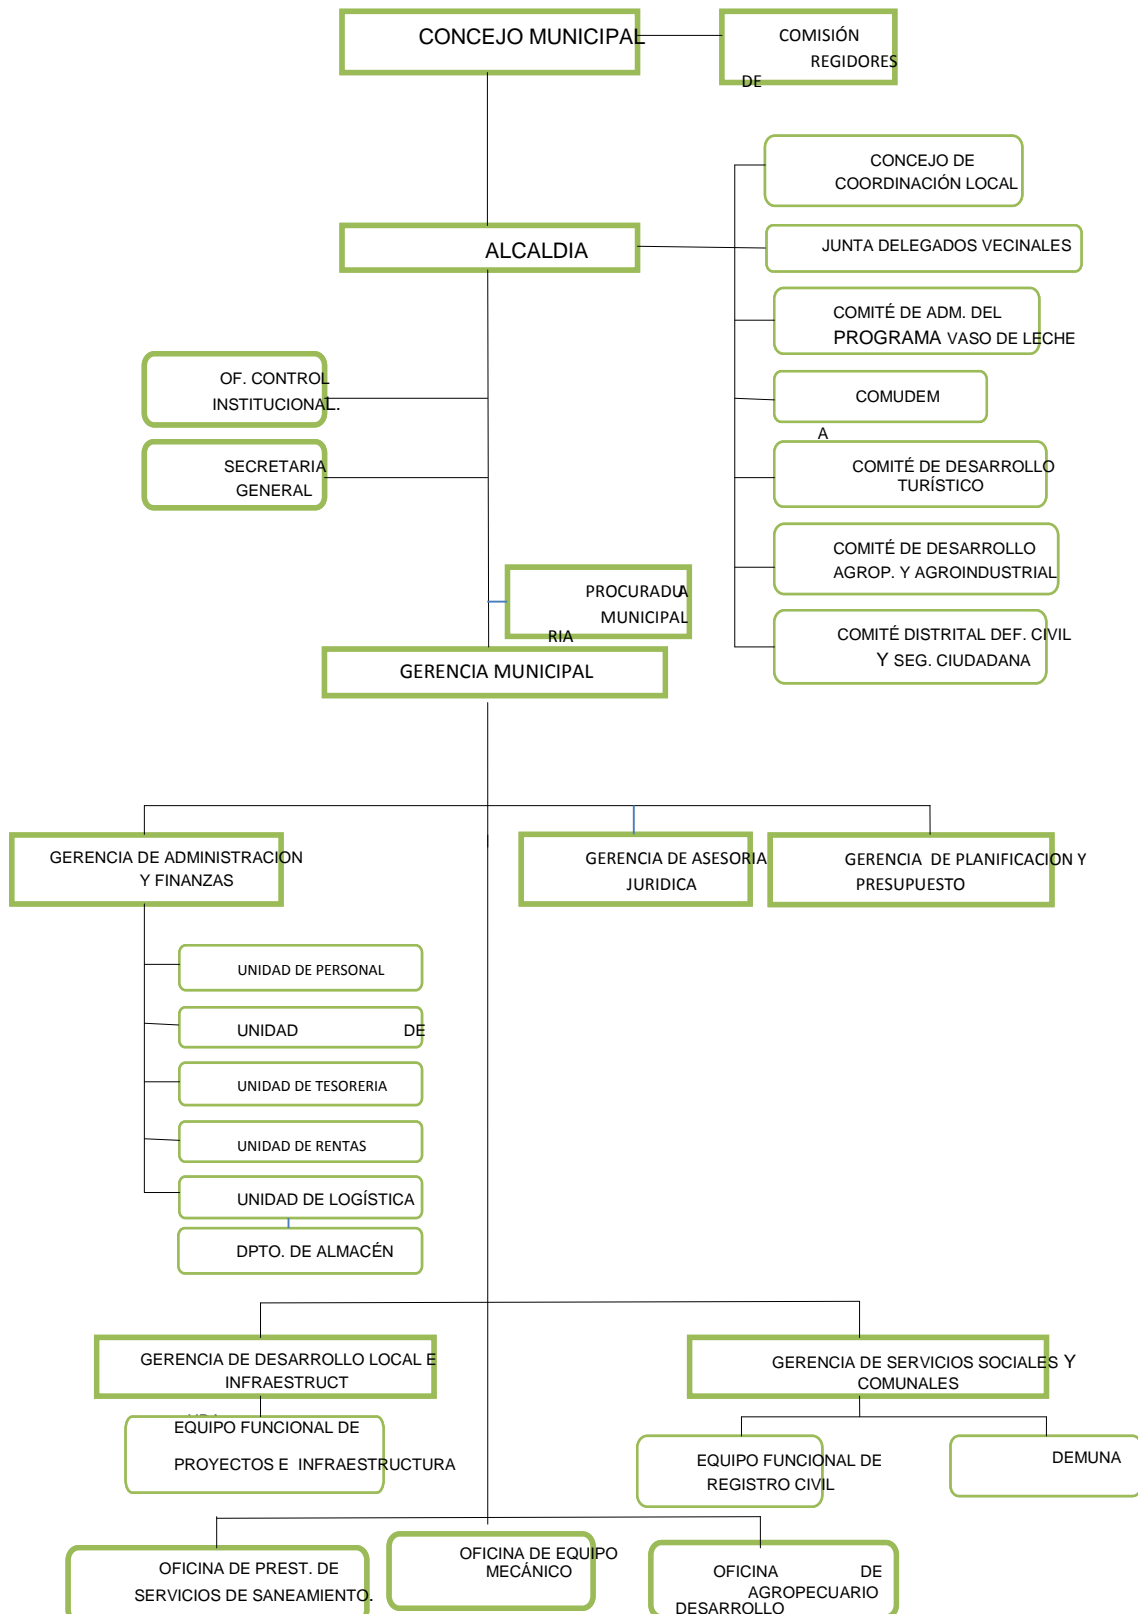 CONCEJO MUNICIPAL
COMISIÓN
REGIDORES
DE
CONCEJO DE
COORDINACIÓN LOCAL
ALCALDIA
JUNTA DELEGADOS VECINALES
COMITÉ DE ADM. DEL
PROGRAMA VASO DE LECHE
OF. CONTROL
INSTITUCIONAL.
COMUDEM
A
SECRETARIA
GENERAL
COMITÉ DE DESARROLLO
TURÍSTICO
COMITÉ DE DESARROLLO
AGROP. Y AGROINDUSTRIAL
PROCURADUA
MUNICIPAL
RIA
COMITÉ DISTRITAL DEF. CIVIL
Y SEG. CIUDADANA
GERENCIA MUNICIPAL
GERENCIA DE ADMINISTRACION
Y FINANZAS
GERENCIA DE ASESORIA
JURIDICA
GERENCIA DE PLANIFICACION Y
PRESUPUESTO
UNIDAD DE PERSONAL
UNIDAD DE
UNIDAD DE TESORERIA
UNIDAD DE RENTAS
UNIDAD DE LOGÍSTICA
DPTO. DE ALMACÉN
GERENCIA DE DESARROLLO LOCAL E
INFRAESTRUCT
GERENCIA DE SERVICIOS SOCIALES Y
COMUNALES
EQUIPO FUNCIONAL DE
PROYECTOS E INFRAESTRUCTURA
EQUIPO FUNCIONAL DE
REGISTRO CIVIL
DEMUNA
OFICINA DE PREST. DE
SERVICIOS DE SANEAMIENTO.
OFICINA DE EQUIPO
MECÁNICO
OFICINA DE
AGROPECUARIO
DESARROLLO